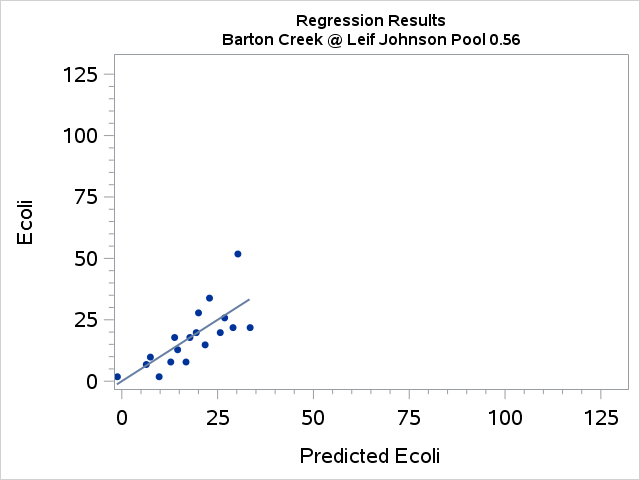 Regression Results
Barton Creek @ Leif Johnson Pool 0.56
125
100
75
50
25
0
Ecoli
0 25 50 75 100 125
Predicted Ecoli